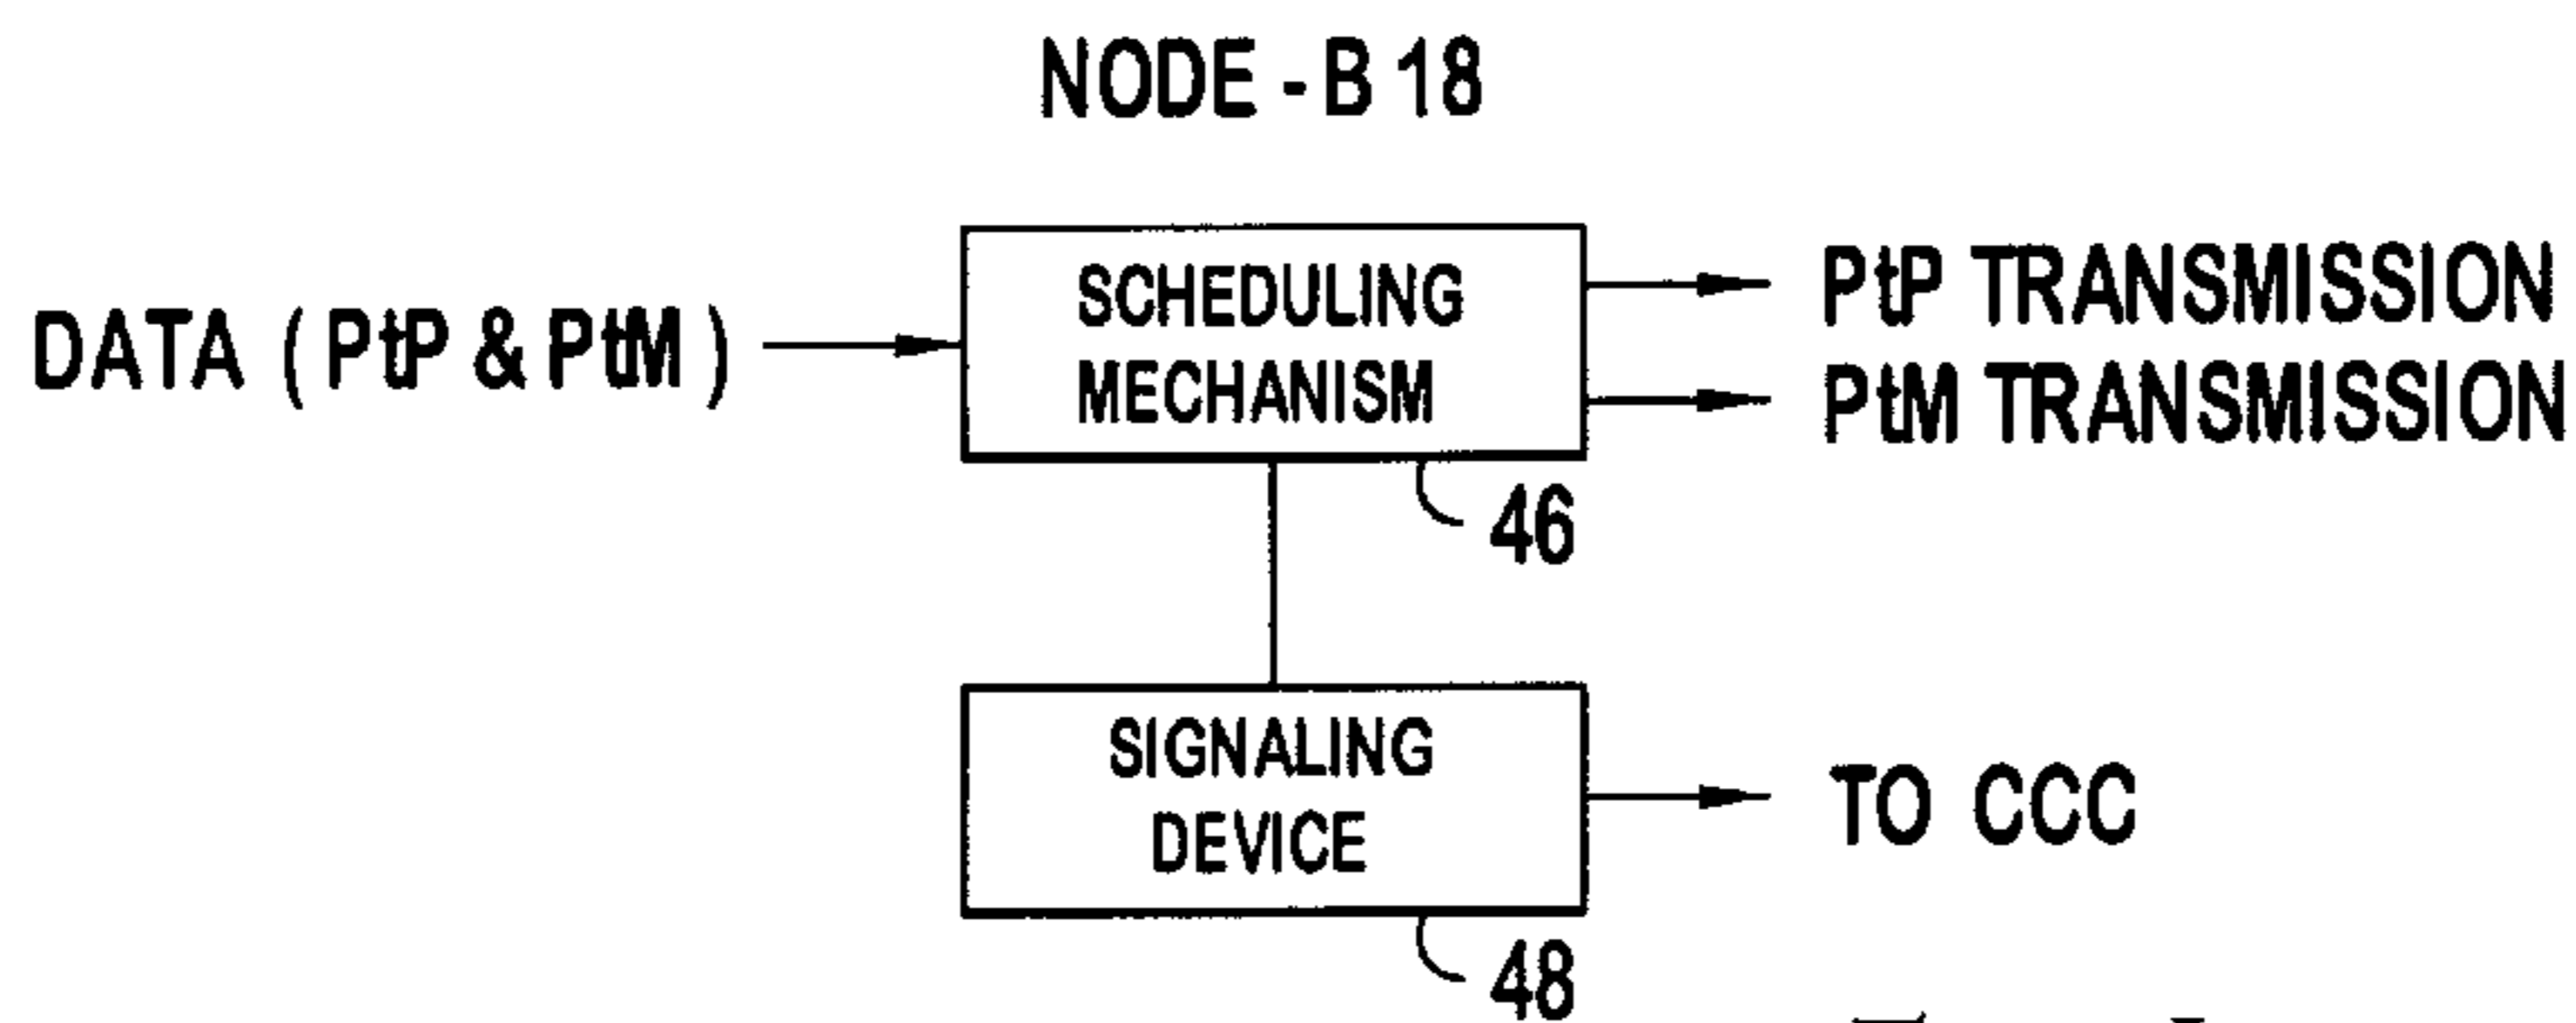 NODE - B 18
DATA ( PtP & PtM )
SCHEDULING
MECHANISM
PtP TRANSMISSION
PtM TRANSMISSION
46
SIGNALING
DEVICE
TO CCC
48